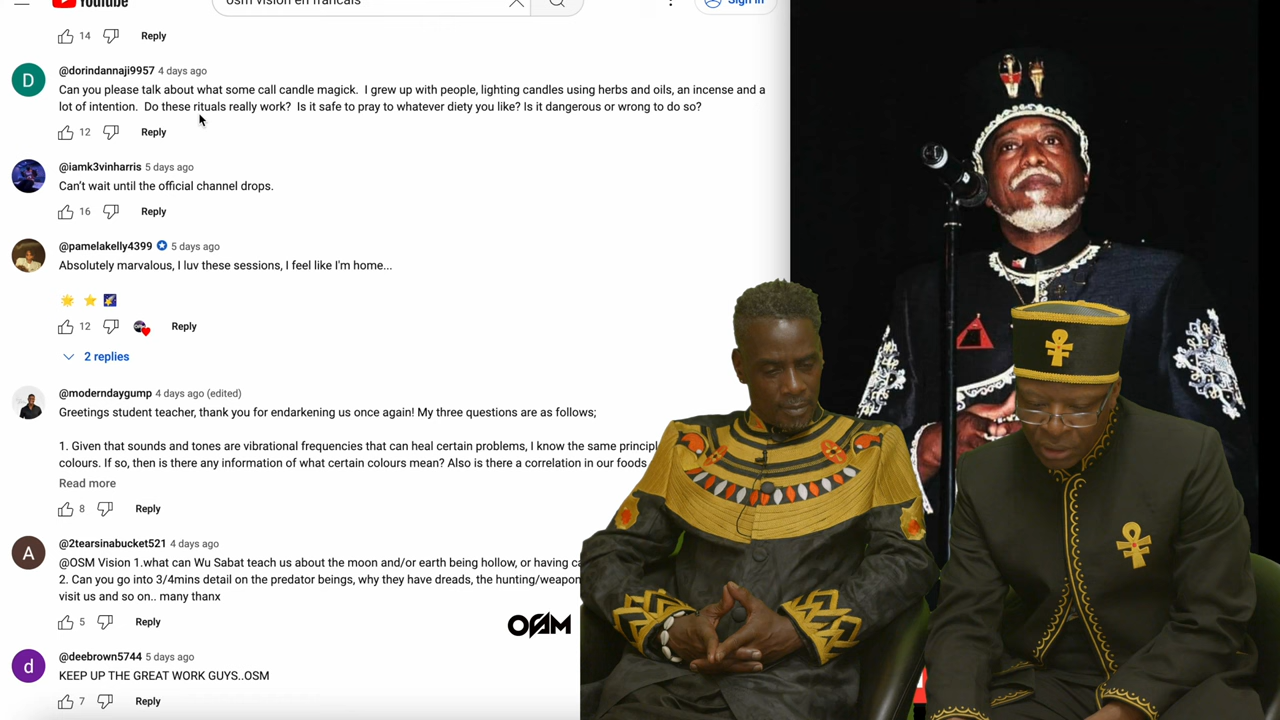 YouTube
osm vision en francais
Sign in
14 Reply
@dorindannaji9957 4 days ago
Can you please talk about what some call candle magick. I grew up with people, lighting candles using herbs and oils, an incense and a
lot of intention. Do these rituals really work? Is it safe to pray to whatever diety you like? Is it dangerous or wrong to do so?
12 Reply
@iamk3vinharris 5 days ago
Can't wait until the official channel drops.
16 Reply
@pamelakelly4399 5 days ago
Absolutely marvalous, I luv these sessions, I feel like I'm home...
12 Reply
2 replies
@moderndaygump 4 days ago (edited)
Greetings student teacher, thank you for endarkening us once again! My three questions are as follows;
1. Given that sounds and tones are vibrational frequencies that can heal certain problems, I know the same principl
colours. If so, then is there any information of what certain colours mean? Also is there a correlation in our foods
Read more
8 Reply
A
@2tearsinabucket521 4 days ago
@OSM Vision 1.what can Wu Sabat teach us about the moon and/or earth being hollow, or having ca
2. Can you go into 3/4mins detail on the predator beings, why they have dreads, the hunting/weapon
visit us and so on.. many thanx
5 Reply
OSM
d
@deebrown5744 5 days ago
KEEP UP THE GREAT WORK GUYS..OSM
7 Reply
D